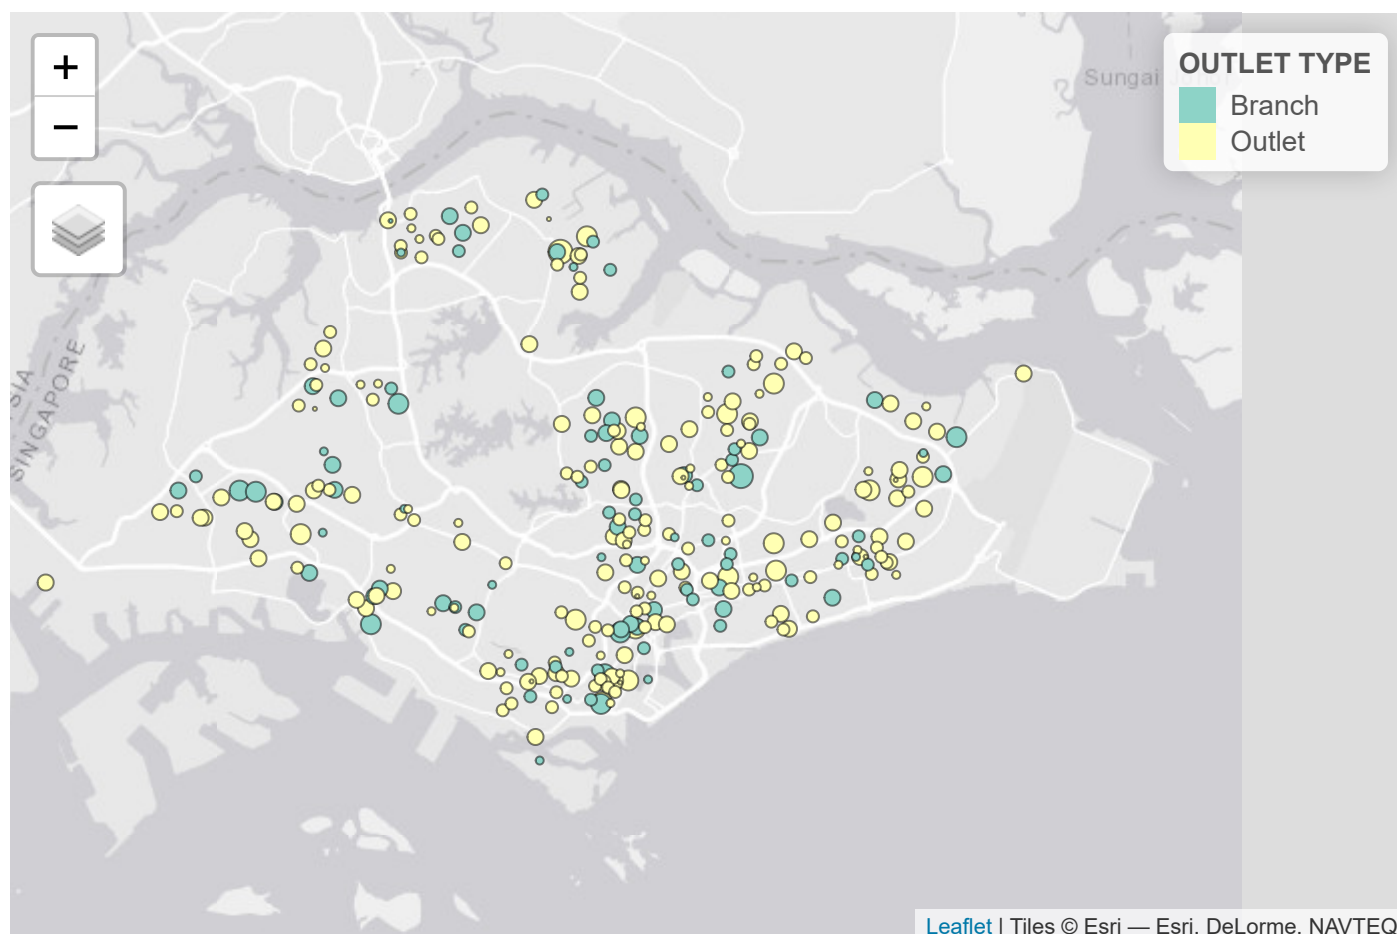 +
−
OUTLET TYPE
Branch
Outlet
Sungai
SINGAPORE
Leaflet | Tiles © Esri — Esri, DeLorme, NAVTEQ